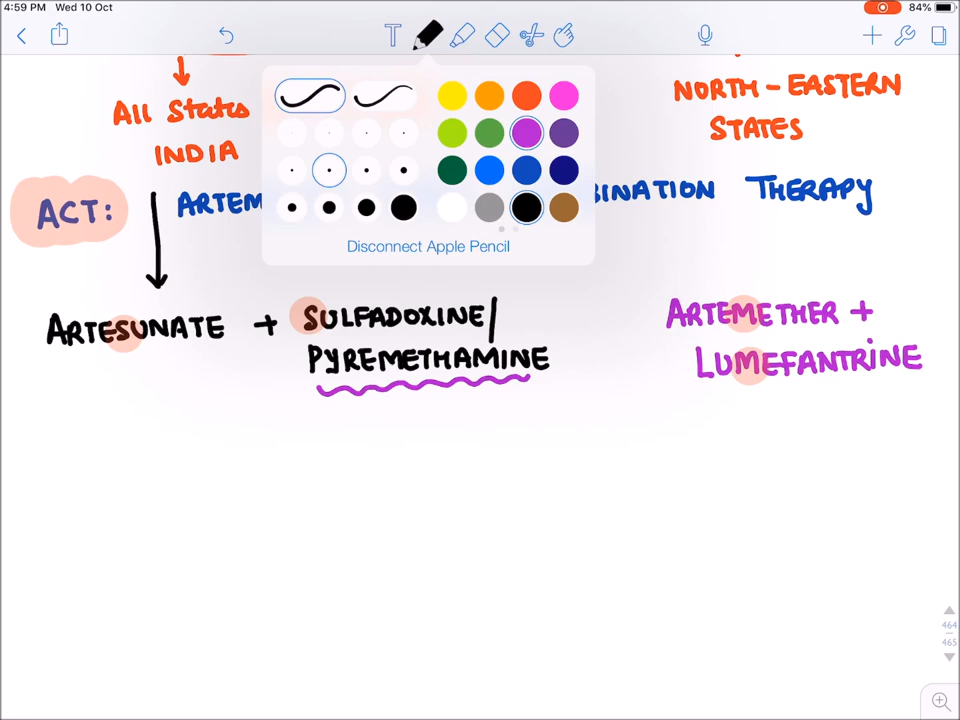 4:59 PM Wed 10 Oct 84%
T
All States
INDIA
NORTH-EASTERN
STATES
Disconnect Apple Pencil
ACT: ARTEM BINATION THERAPY
ARTESUNATE + SULFADOXINE/
PYREMETHAMINE
ARTEMETHER +
LUMEFANTRINE
464
465